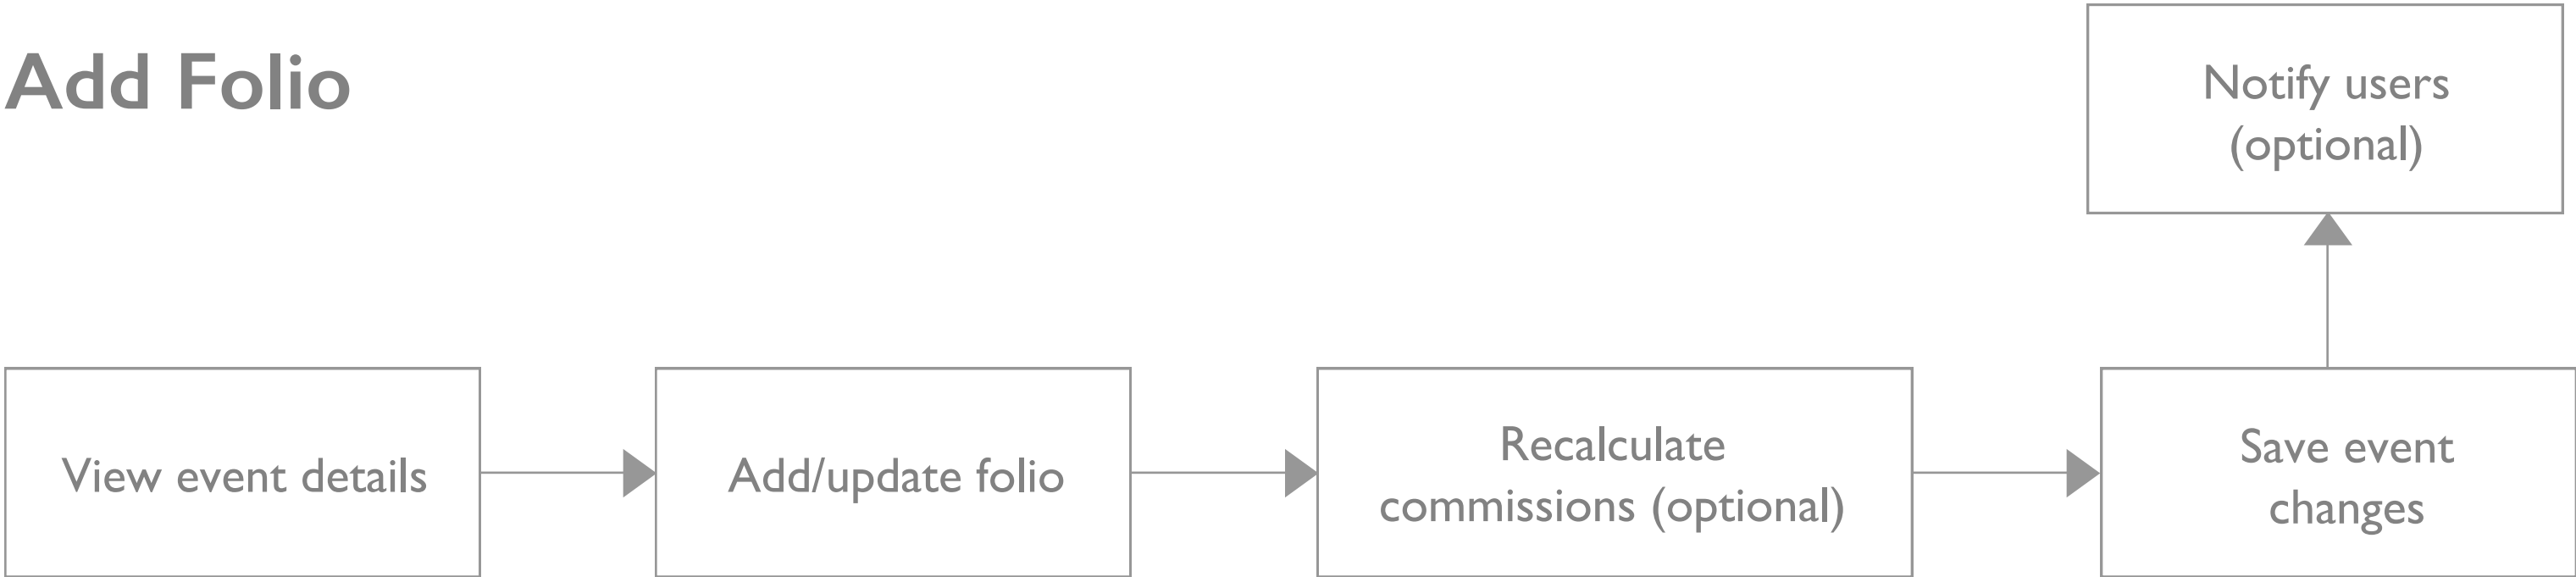 Add Folio
Notify users
(optional)
View event details
Add/update folio
Recalculate
commissions (optional)
Save event
changes